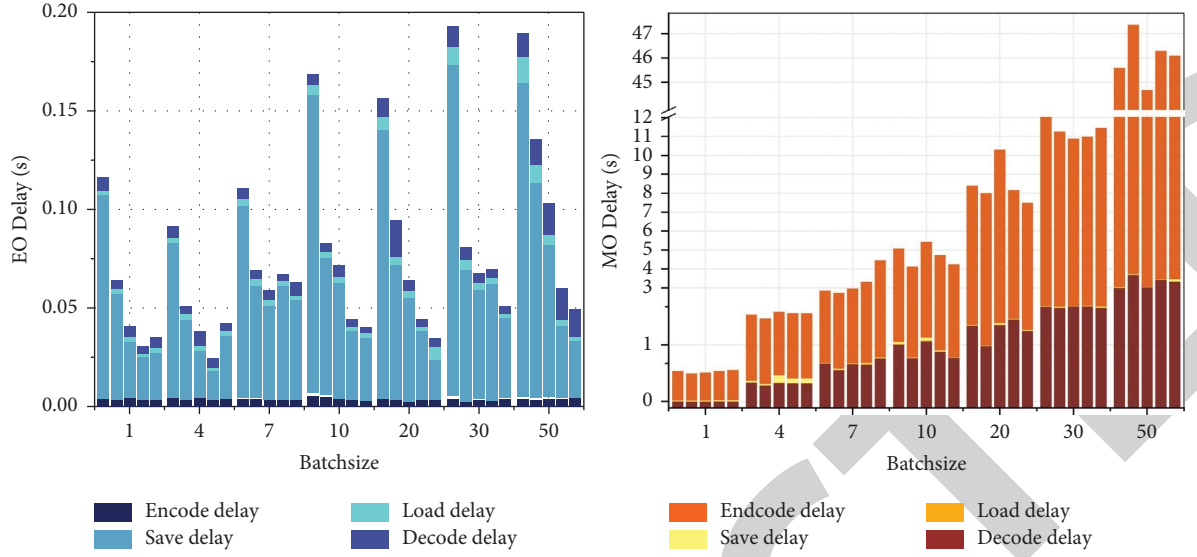 0.20
0.15
0.10
0.05
0.00
EO Delay (s)
1 4 7 10 20 30 50
Batchsize
Encode delay
Save delay
Load delay
Decode delay
47
46
45
12
11
10
9
8
7
6
5
4
3
1
0
MO Delay (s)
1 4 7 10 20 30 50
Batchsize
Endcode delay
Save delay
Load delay
Decode delay